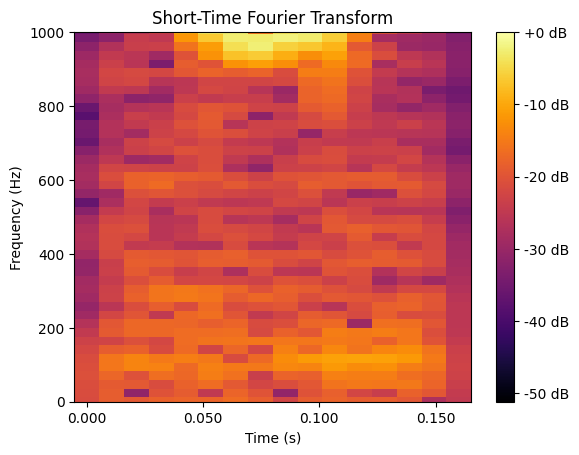 Short-Time Fourier Transform
Frequency (Hz)
1000
800
600
400
200
0
0.000
0.050
0.100
0.150
Time (s)
+0 dB
-10 dB
-20 dB
-30 dB
-40 dB
-50 dB